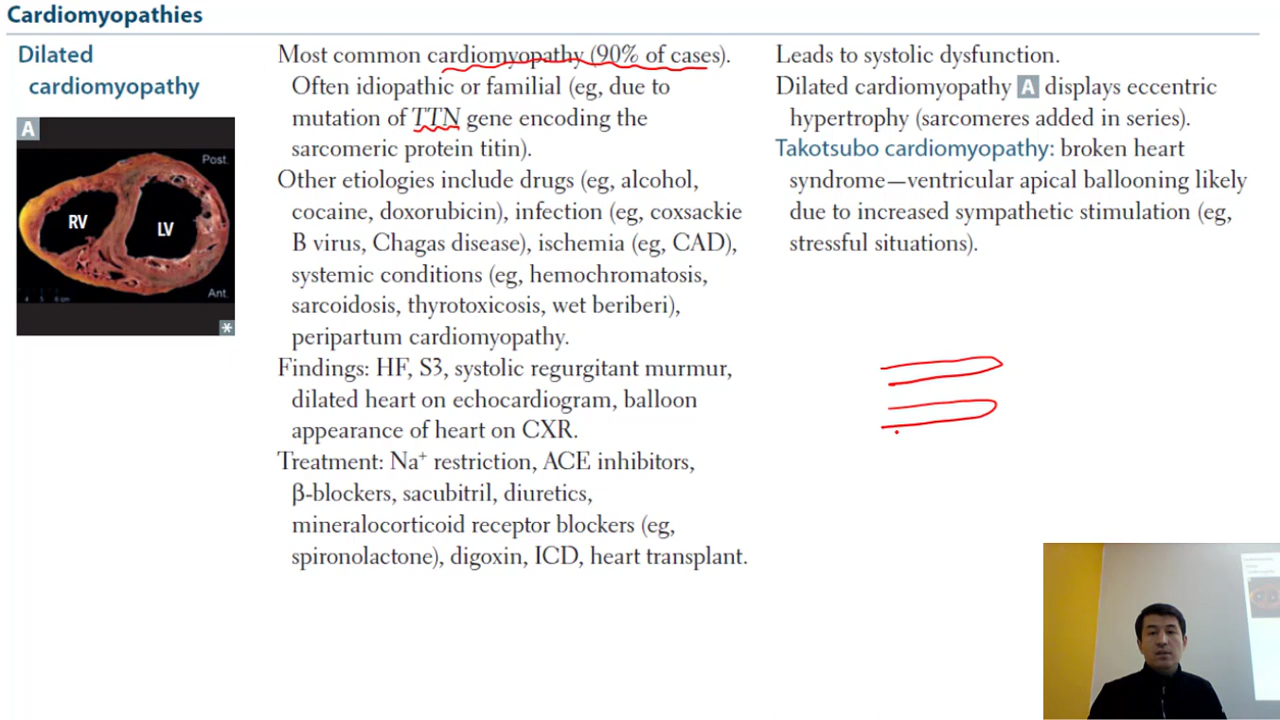 Cardiomyopathies
Dilated
cardiomyopathy
A
Post.
RV
LV
Ant.
4 5 6 cm
*
Most common cardiomyopathy (90% of cases).
Often idiopathic or familial (eg, due to
mutation of TTN gene encoding the
sarcomeric protein titin).
Other etiologies include drugs (eg, alcohol,
cocaine, doxorubicin), infection (eg, coxsackie
B virus, Chagas disease), ischemia (eg, CAD),
systemic conditions (eg, hemochromatosis,
sarcoidosis, thyrotoxicosis, wet beriberi),
peripartum cardiomyopathy.
Findings: HF, S3, systolic regurgitant murmur,
dilated heart on echocardiogram, balloon
appearance of heart on CXR.
Treatment: Na⁺ restriction, ACE inhibitors,
β-blockers, sacubitril, diuretics,
mineralocorticoid receptor blockers (eg,
spironolactone), digoxin, ICD, heart transplant.
Leads to systolic dysfunction.
Dilated cardiomyopathy A displays eccentric
hypertrophy (sarcomeres added in series).
Takotsubo cardiomyopathy: broken heart
syndrome—ventricular apical ballooning likely
due to increased sympathetic stimulation (eg,
stressful situations).